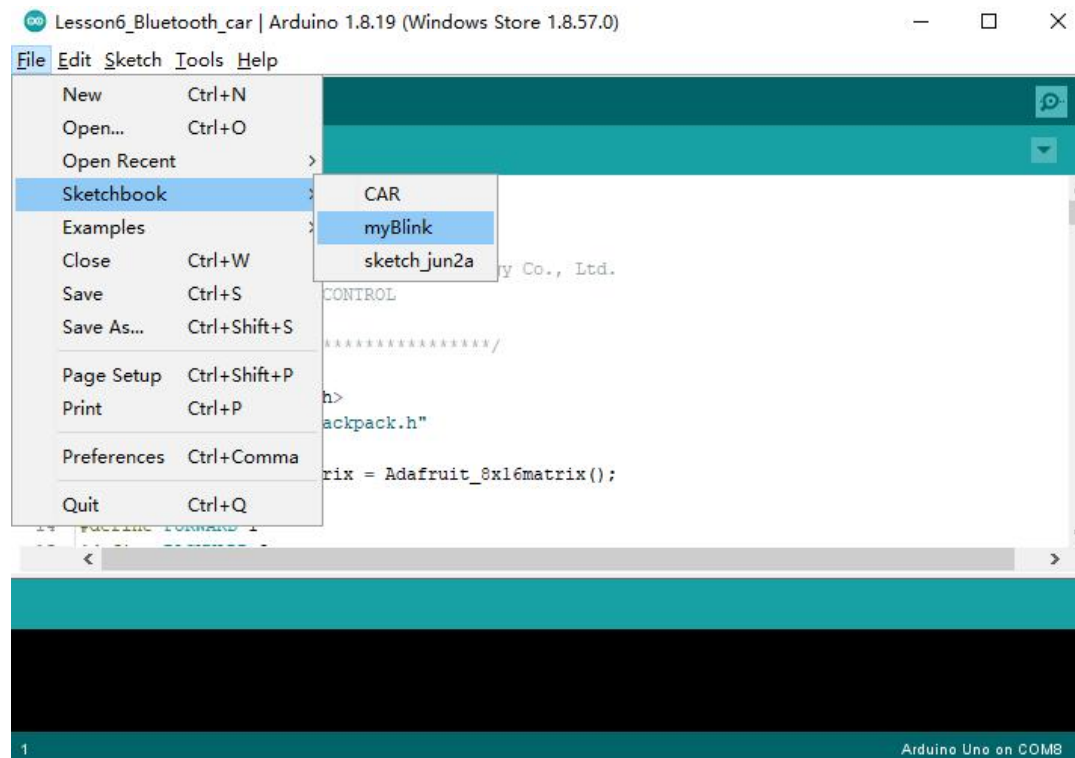 Lesson6_Bluetooth_car | Arduino 1.8.19 (Windows Store 1.8.57.0)
File Edit Sketch Tools Help
New Ctrl+N
Open... Ctrl+O
Open Recent
Sketchbook
Examples
Close Ctrl+W
Save Ctrl+S
Save As... Ctrl+Shift+S
Page Setup Ctrl+Shift+P
Print Ctrl+P
Preferences Ctrl+Comma
Quit Ctrl+Q
CAR
myBlink
sketch_jun2a
y Co., Ltd.
CONTROL
*****************/
h>
ackpack.h"
rix = Adafruit_8x16matrix();
1
Arduino Uno on COM8